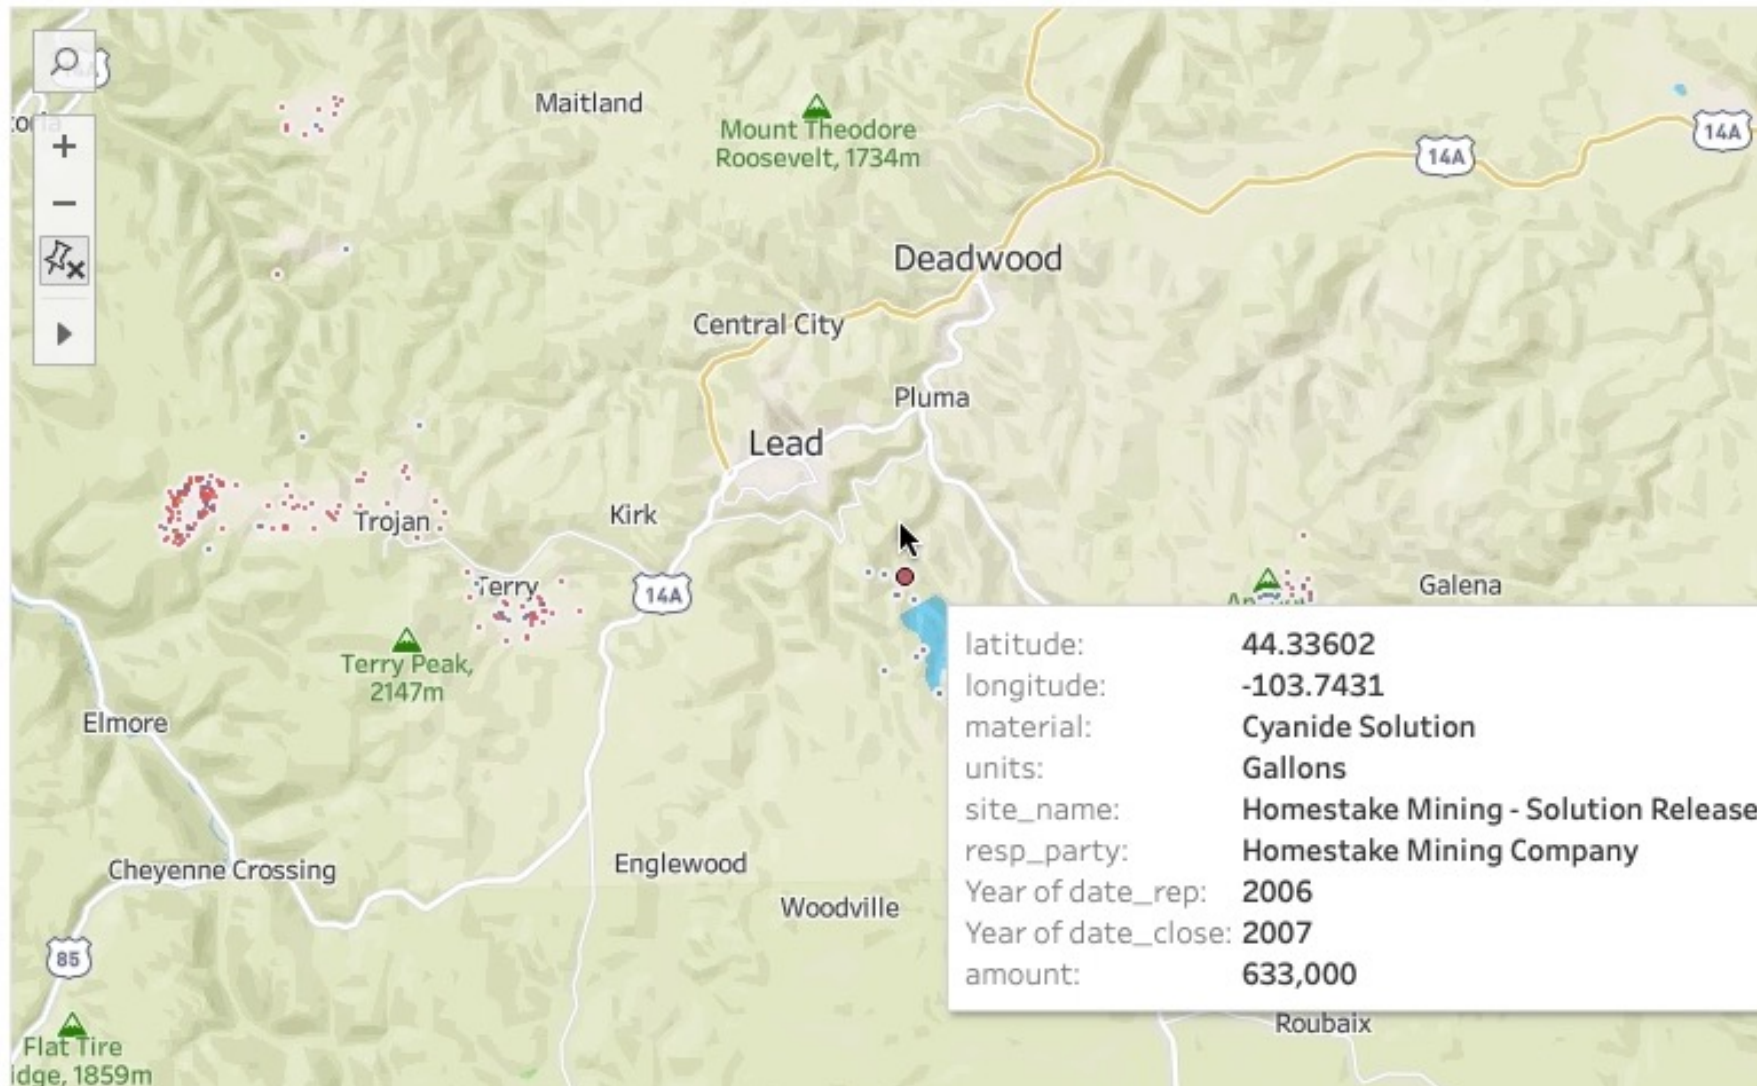 14A
Maitland
Mount Theodore
Roosevelt, 1734m
14A
14A
Deadwood
Central City
Pluma
Lead
Trojan
Kirk
Terry
14A
Galena
Terry Peak,
2147m
Elmore
Cheyenne Crossing
Englewood
Woodville
85
Flat Tire
idge, 1859m
latitude: 44.33602
longitude: -103.7431
material: Cyanide Solution
units: Gallons
site_name: Homestake Mining - Solution Release
resp_party: Homestake Mining Company
Year of date_rep: 2006
Year of date_close: 2007
amount: 633,000
Roubaix